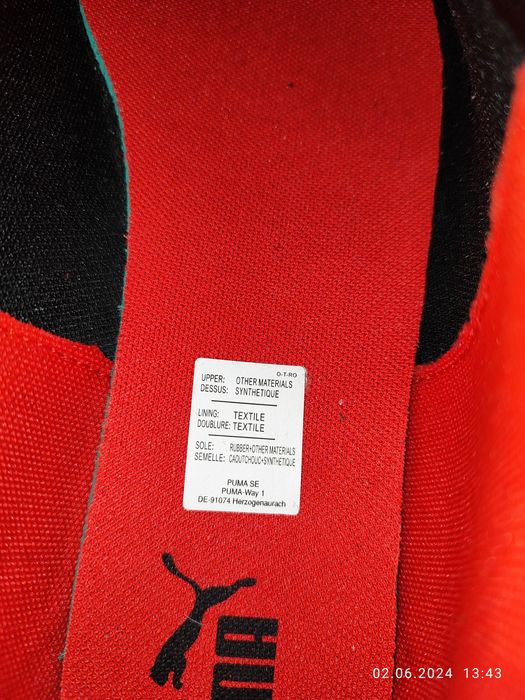 O-T-RO
UPPER: OTHER MATERIALS
DESSUS: SYNTHETIQUE
LINING: TEXTILE
DOUBLURE: TEXTILE
SOLE: RUBBER+OTHER MATERIALS
SEMELLE: CAOUTCHOUC+SYNTHETIQUE
PUMA SE
PUMA-Way 1
DE-91074 Herzogenaurach
02.06.2024 13:43